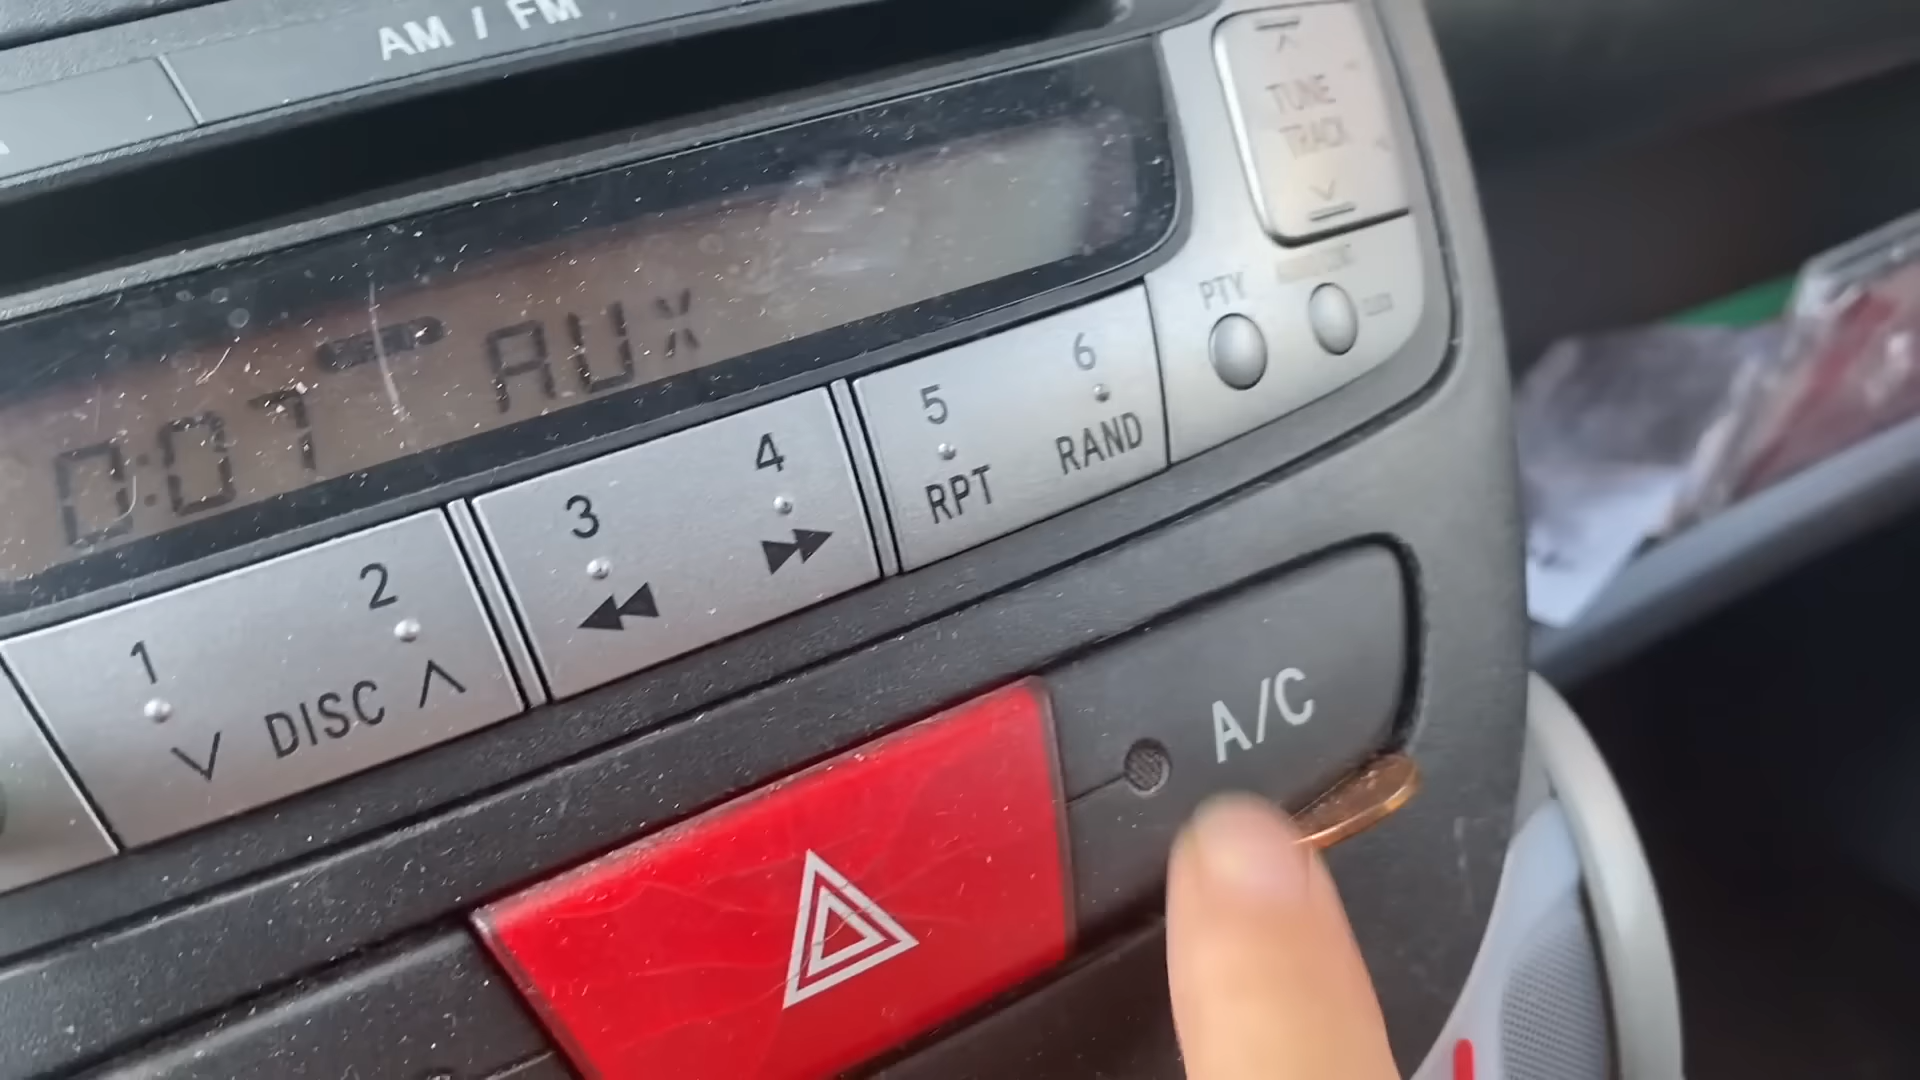 AM / FM
TUNE
TRACK
PTY
0:07 AUX
1
2
3
4
5
6
DISC
RPT
RAND
A/C